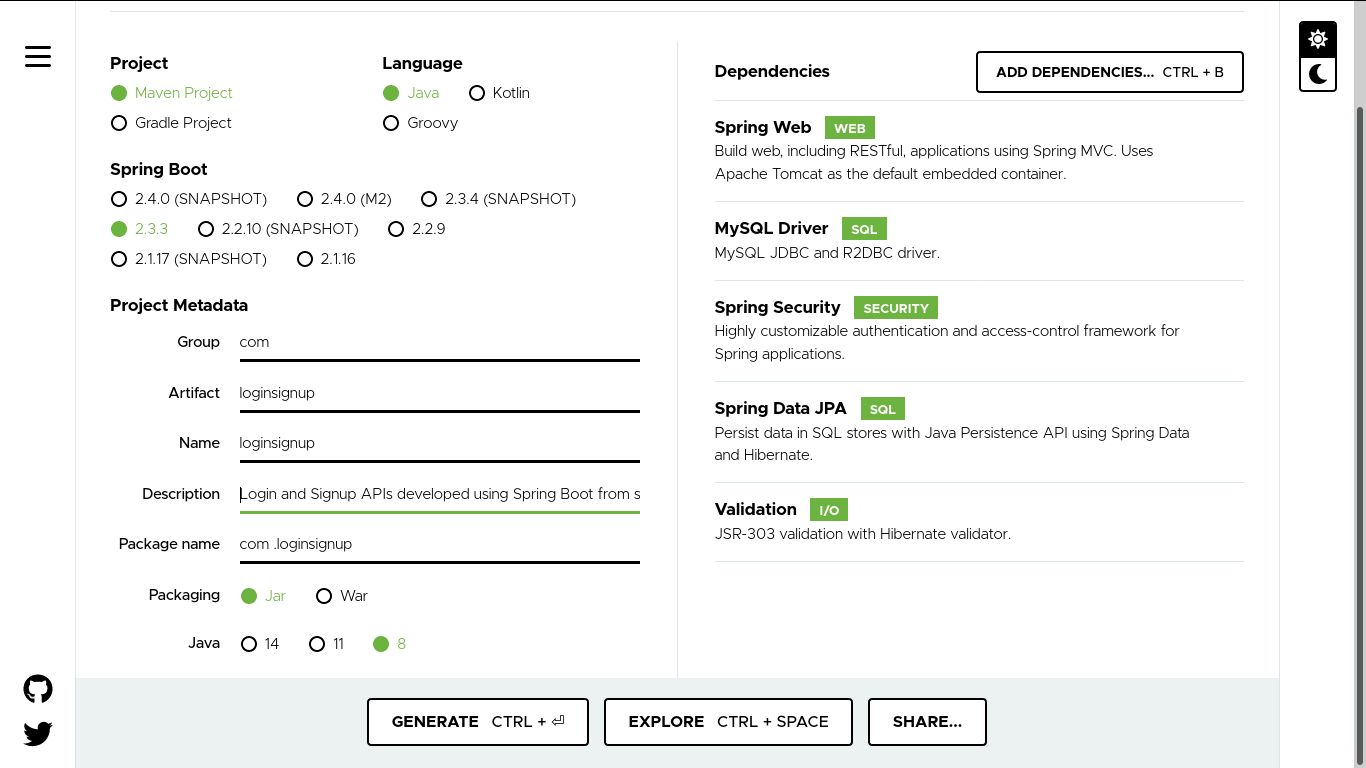 Project
Language
Maven Project
Java
Kotlin
Gradle Project
Groovy
Spring Boot
2.4.0 (SNAPSHOT)
2.4.0 (M2)
2.3.4 (SNAPSHOT)
2.3.3
2.2.10 (SNAPSHOT)
2.2.9
2.1.17 (SNAPSHOT)
2.1.16
Project Metadata
Group com
Artifact loginsignup
Name loginsignup
Description Login and Signup APIs developed using Spring Boot from s
Package name com .loginsignup
Packaging Jar War
Java 14 11 8
Dependencies
ADD DEPENDENCIES... CTRL + B
Spring Web WEB
Build web, including RESTful, applications using Spring MVC. Uses
Apache Tomcat as the default embedded container.
MySQL Driver SQL
MySQL JDBC and R2DBC driver.
Spring Security SECURITY
Highly customizable authentication and access-control framework for
Spring applications.
Spring Data JPA SQL
Persist data in SQL stores with Java Persistence API using Spring Data
and Hibernate.
Validation I/O
JSR-303 validation with Hibernate validator.
GENERATE CTRL + ⏎
EXPLORE CTRL + SPACE
SHARE...